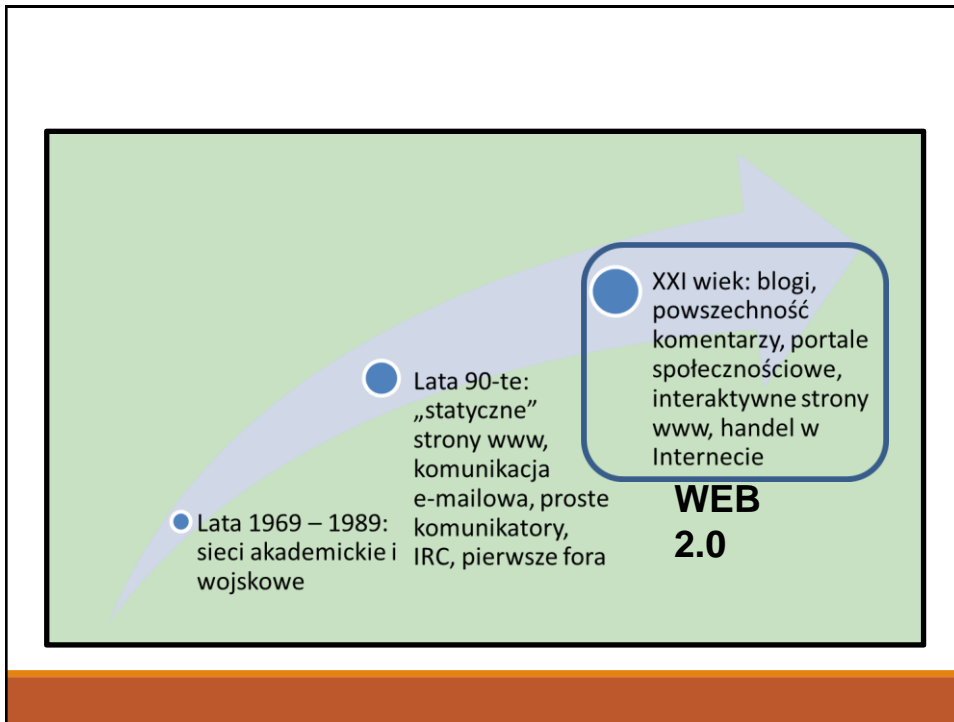 Lata 1969 – 1989:
sieci akademickie i
wojskowe
Lata 90-te:
„statyczne”
strony www,
komunikacja
e-mailowa, proste
komunikatory,
IRC, pierwsze fora
XXI wiek: blogi,
powszechność
komentarzy, portale
społecznościowe,
interaktywne strony
www, handel w
Internecie
WEB
2.0